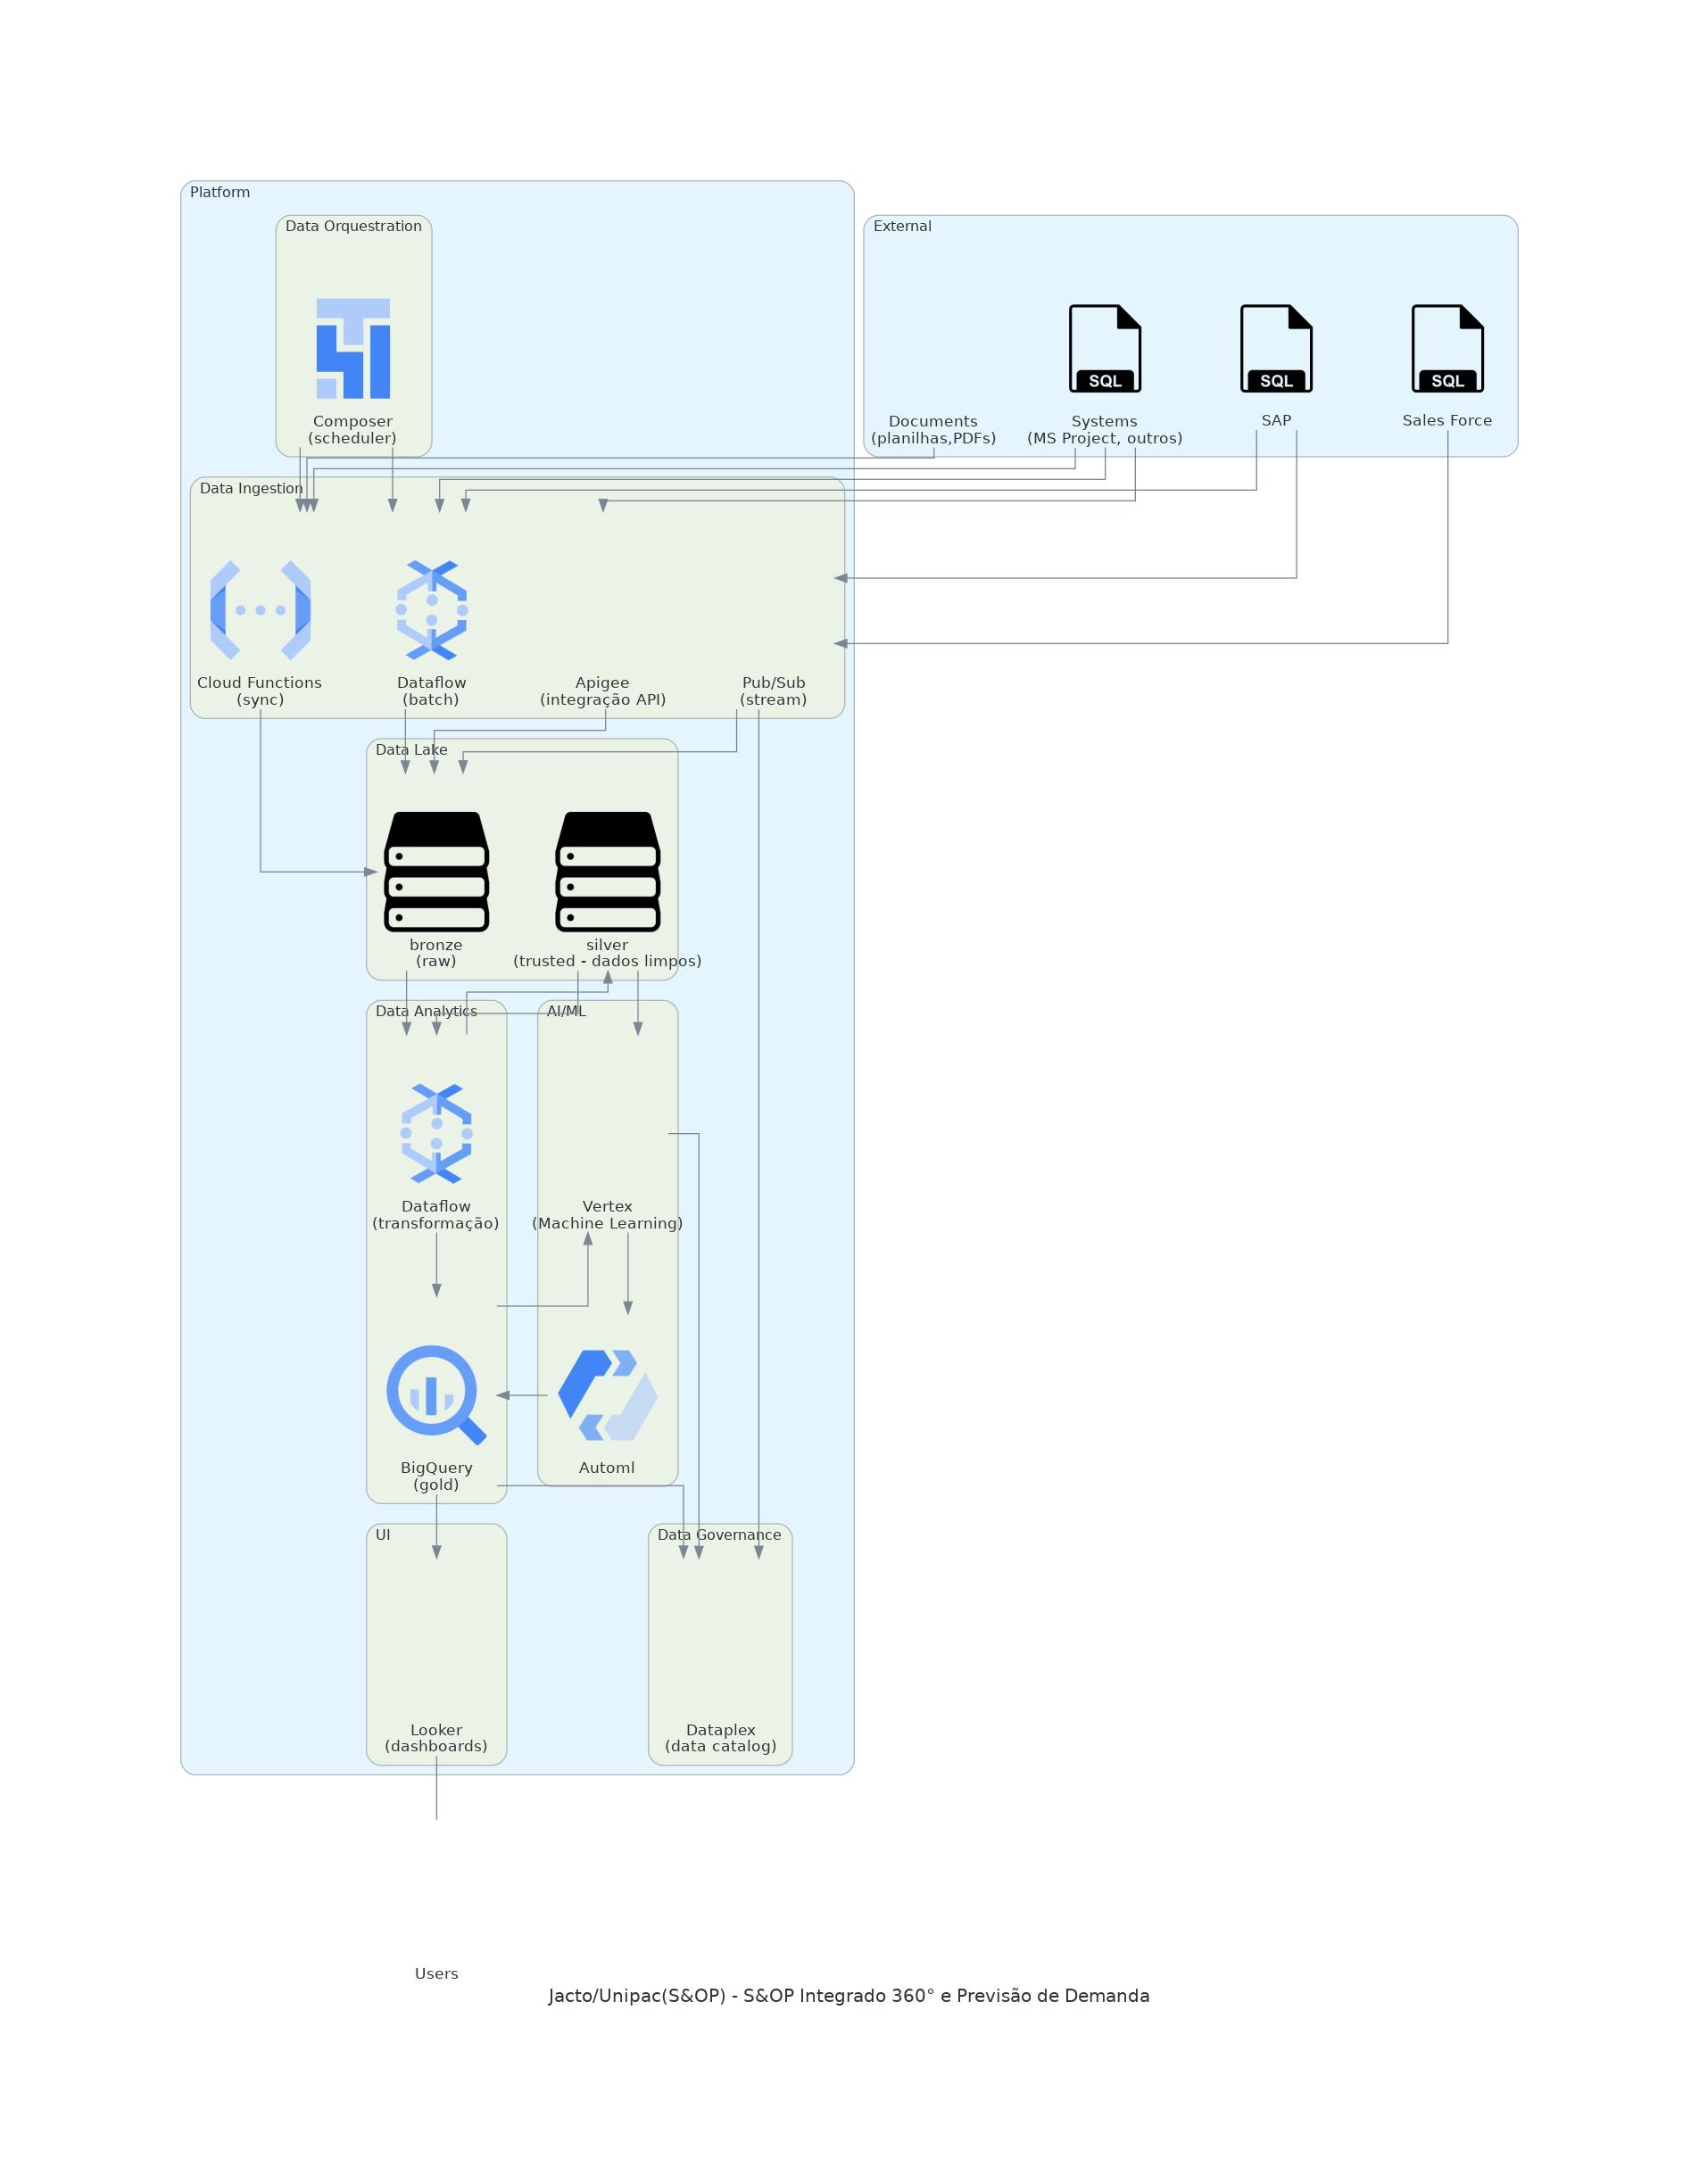 Platform
Data Orquestration
External
SQL
SQL
SQL
Composer
(scheduler)
Documents
(planilhas,PDFs)
Systems
(MS Project, outros)
SAP
Sales Force
Data Ingestion
Cloud Functions
(sync)
Dataflow
(batch)
Apigee
(integração API)
Pub/Sub
(stream)
Data Lake
bronze
(raw)
silver
(trusted - dados limpos)
Data Analytics
AI/ML
Dataflow
(transformação)
Vertex
(Machine Learning)
BigQuery
(gold)
Automl
UI
Data Governance
Looker
(dashboards)
Dataplex
(data catalog)
Users
Jacto/Unipac(S&OP) - S&OP Integrado 360° e Previsão de Demanda